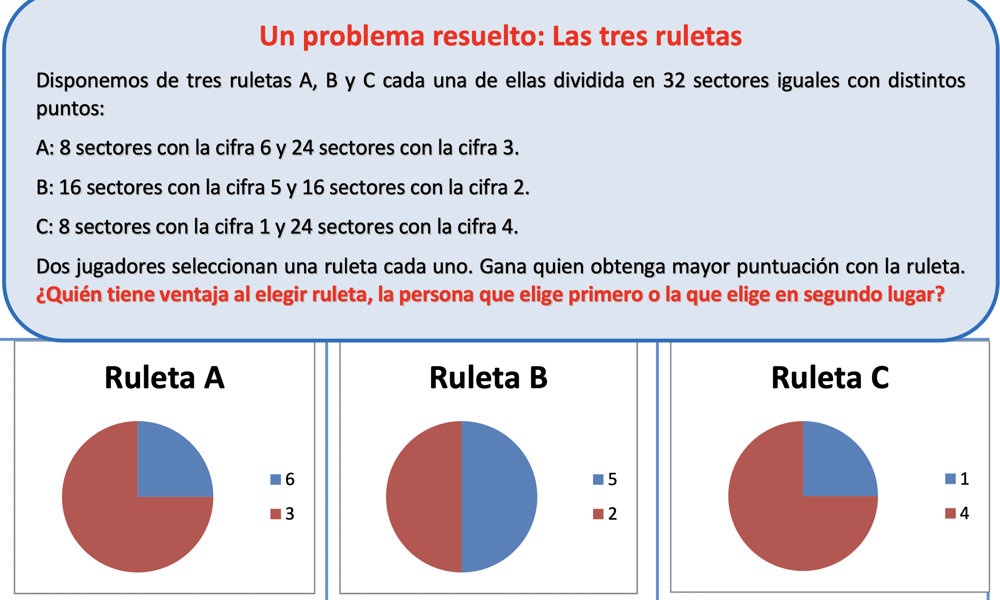 Un problema resuelto: Las tres ruletas
Disponemos de tres ruletas A, B y C cada una de ellas dividida en 32 sectores iguales con distintos
puntos:
A: 8 sectores con la cifra 6 y 24 sectores con la cifra 3.
B: 16 sectores con la cifra 5 y 16 sectores con la cifra 2.
C: 8 sectores con la cifra 1 y 24 sectores con la cifra 4.
Dos jugadores seleccionan una ruleta cada uno. Gana quien obtenga mayor puntuación con la ruleta.
¿Quién tiene ventaja al elegir ruleta, la persona que elige primero o la que elige en segundo lugar?
Ruleta A
6
3
Ruleta B
5
2
Ruleta C
1
4